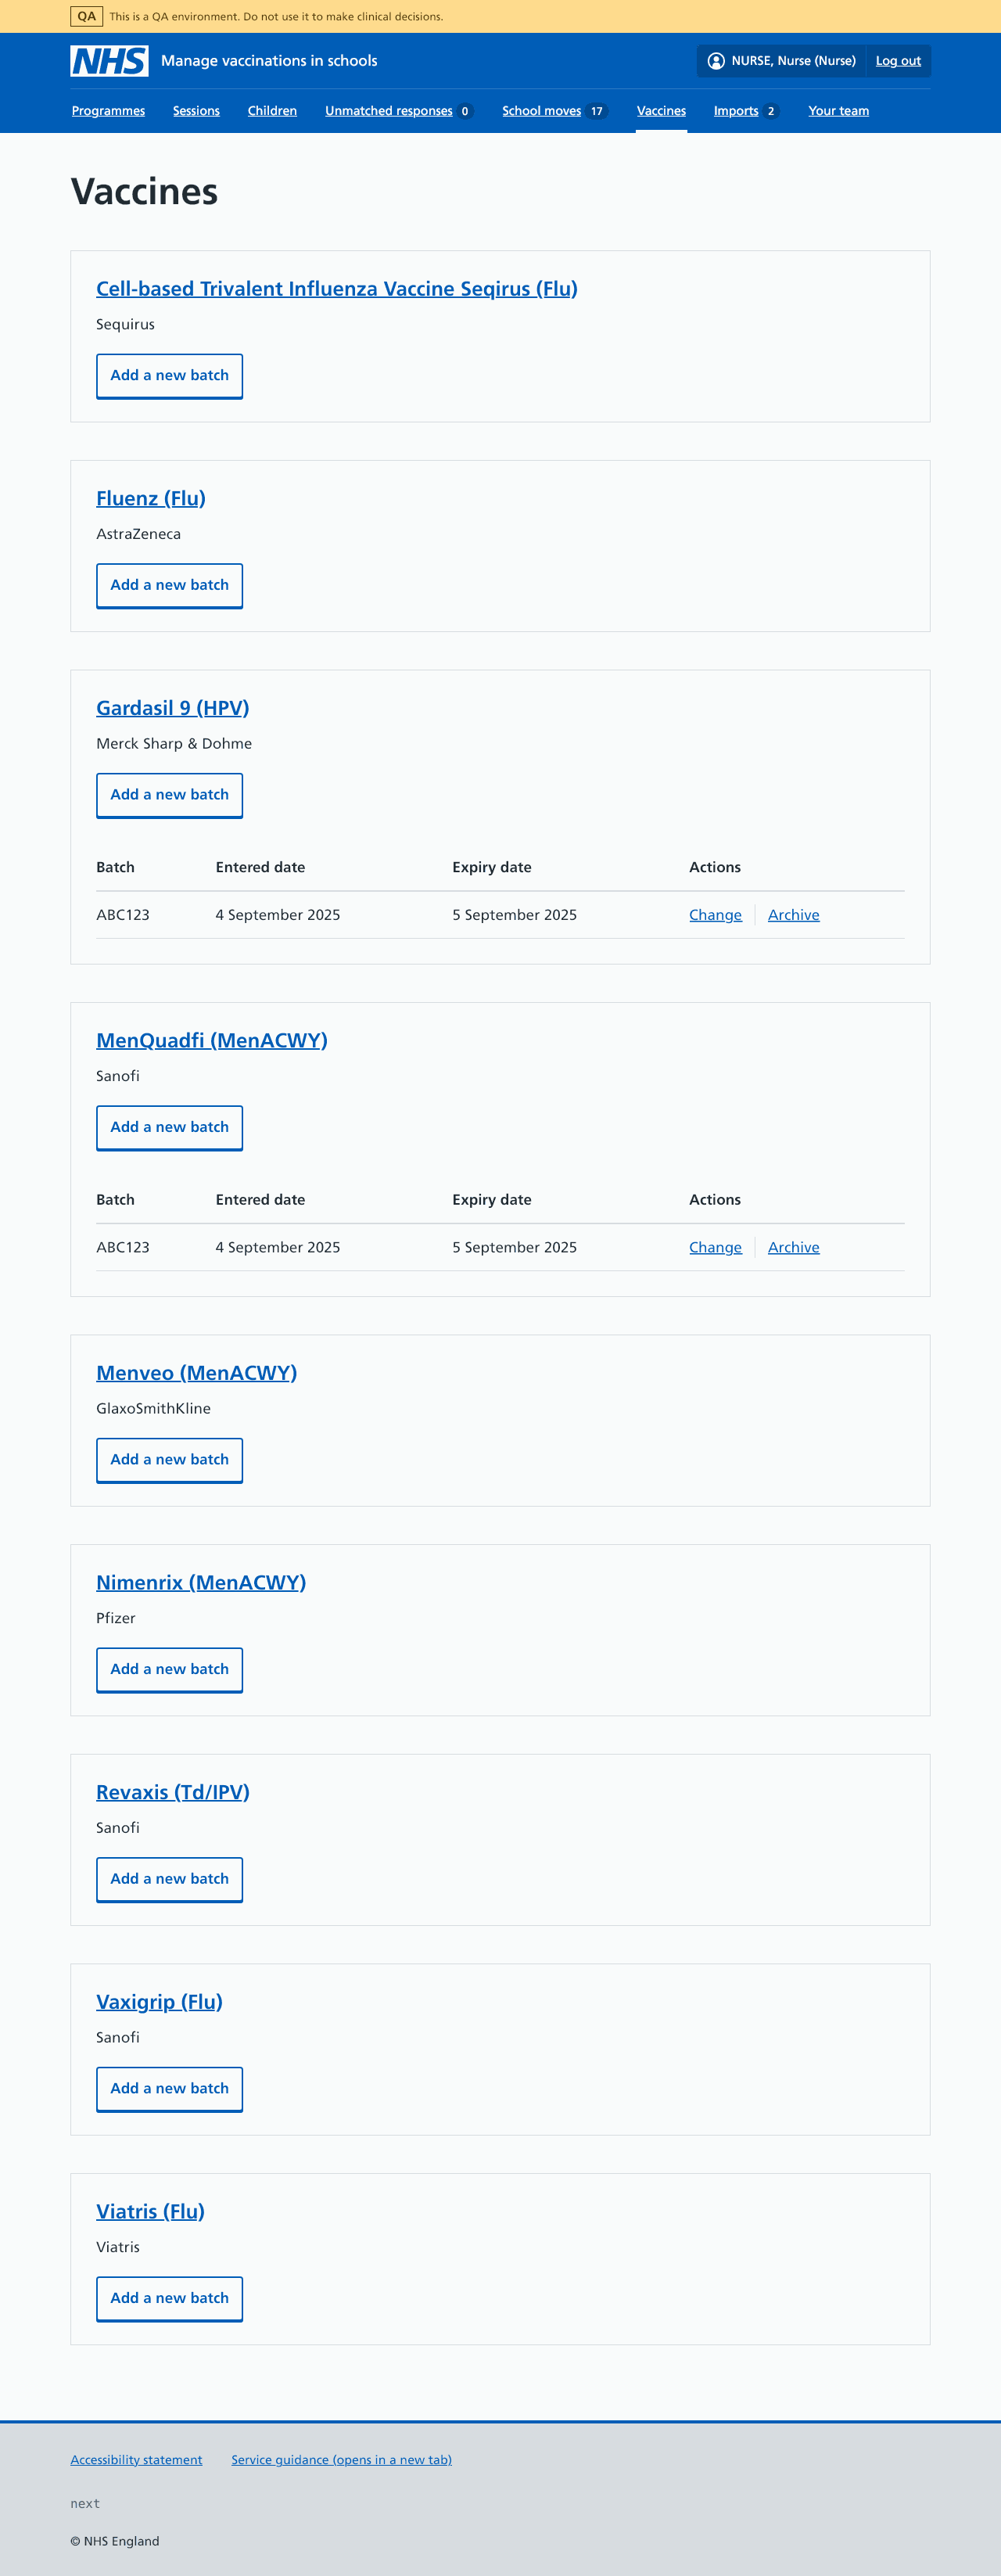 QA This is a QA environment. Do not use it to make clinical decisions.
NHS Manage vaccinations in schools NURSE, Nurse (Nurse) Log out
Programmes Sessions Children Unmatched responses 0 School moves 17 Vaccines Imports 2 Your team
Vaccines
Cell-based Trivalent Influenza Vaccine Seqirus (Flu)
Sequirus
Add a new batch
Fluenz (Flu)
AstraZeneca
Add a new batch
Gardasil 9 (HPV)
Merck Sharp & Dohme
Add a new batch
Batch Entered date Expiry date Actions
ABC123 4 September 2025 5 September 2025 Change Archive
MenQuadfi (MenACWY)
Sanofi
Add a new batch
Batch Entered date Expiry date Actions
ABC123 4 September 2025 5 September 2025 Change Archive
Menveo (MenACWY)
GlaxoSmithKline
Add a new batch
Nimenrix (MenACWY)
Pfizer
Add a new batch
Revaxis (Td/IPV)
Sanofi
Add a new batch
Vaxigrip (Flu)
Sanofi
Add a new batch
Viatris (Flu)
Viatris
Add a new batch
Accessibility statement Service guidance (opens in a new tab)
next
© NHS England